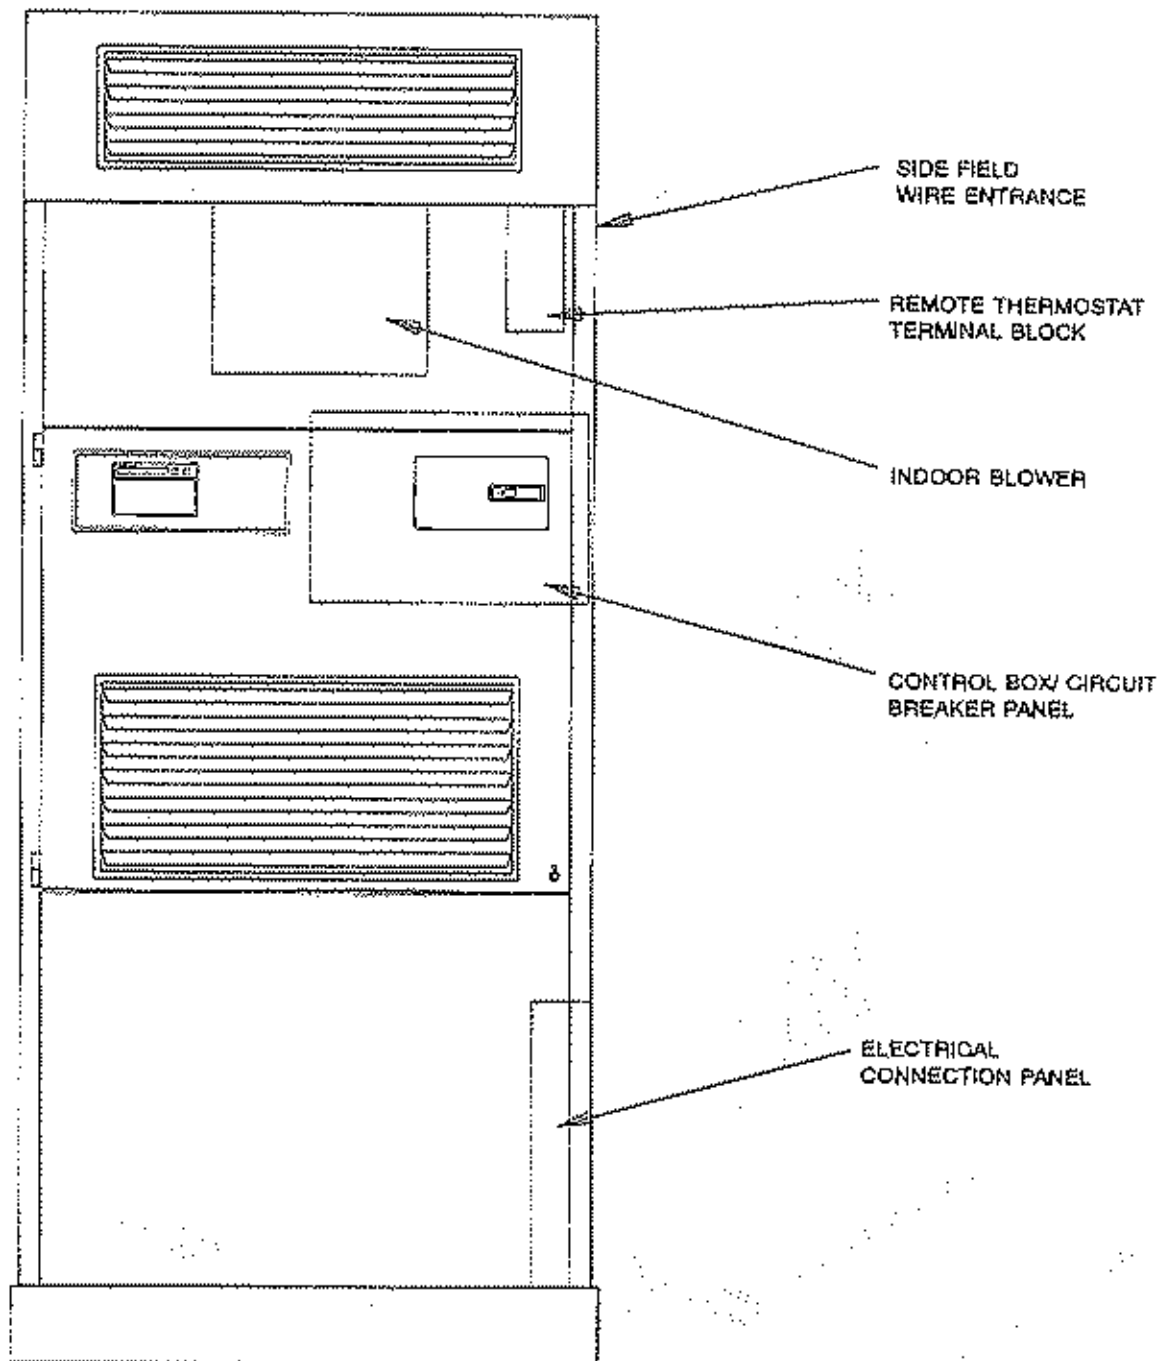 SIDE FIELD
WIRE ENTRANCE
REMOTE THERMOSTAT
TERMINAL BLOCK
INDOOR BLOWER
CONTROL BOX/ CIRCUIT
BREAKER PANEL
ELECTRICAL
CONNECTION PANEL